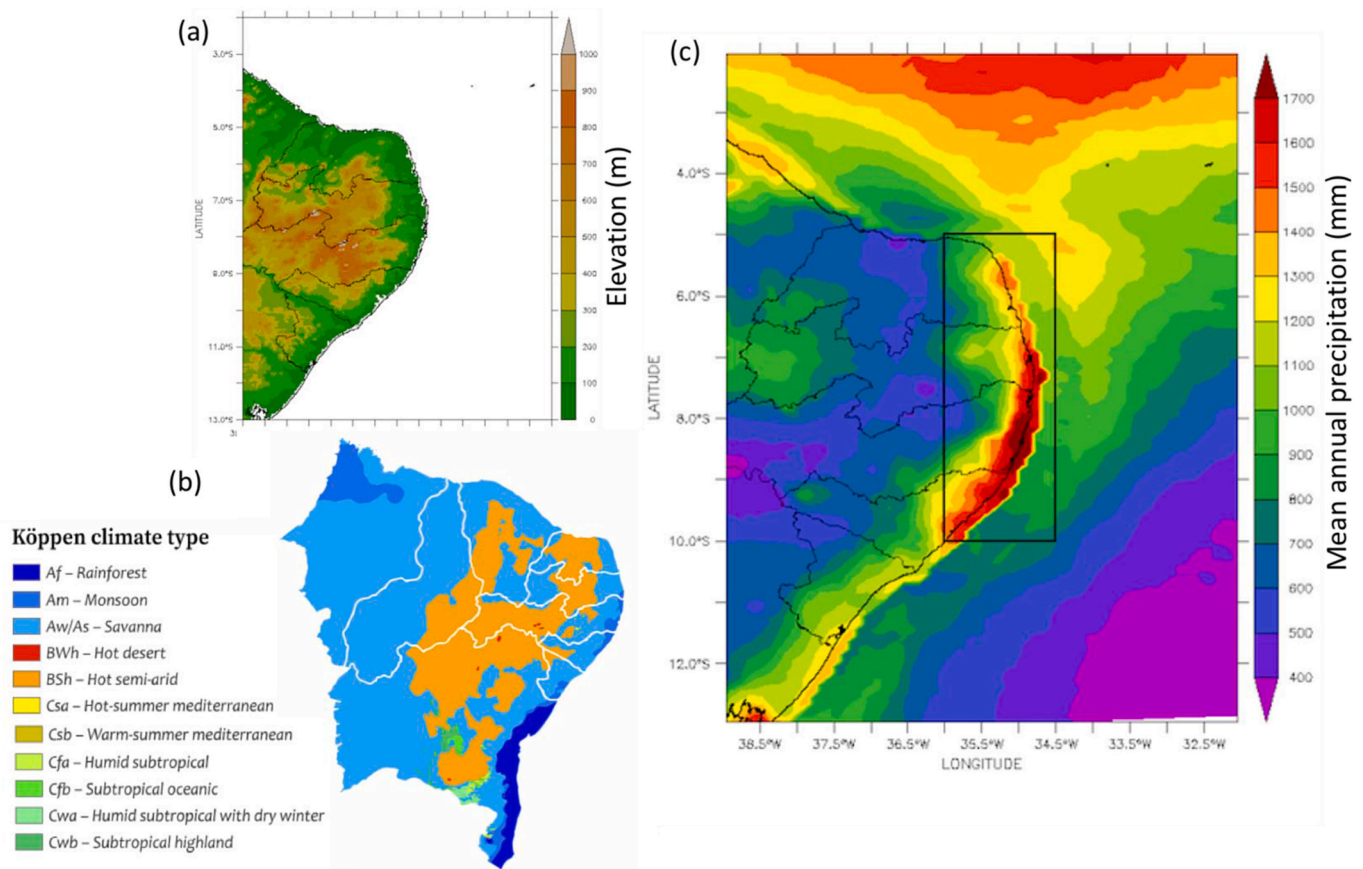 (a)
3.0°S
5.0°S
7.0°S
9.0°S
11.0°S
13.0°S
LATITUDE
1000
900
800
700
600
500
400
300
200
100
0
Elevation (m)
(b)
Köppen climate type
Af – Rainforest
Am – Monsoon
Aw/As – Savanna
BWh – Hot desert
BSh – Hot semi-arid
Csa – Hot-summer mediterranean
Csb – Warm-summer mediterranean
Cfa – Humid subtropical
Cfb – Subtropical oceanic
Cwa – Humid subtropical with dry winter
Cwb – Subtropical highland
(c)
4.0°S
6.0°S
8.0°S
10.0°S
12.0°S
LATITUDE
38.5°W 37.5°W 36.5°W 35.5°W 34.5°W 33.5°W 32.5°W
LONGITUDE
1700
1600
1500
1400
1300
1200
1100
1000
900
800
700
600
500
400
Mean annual precipitation (mm)